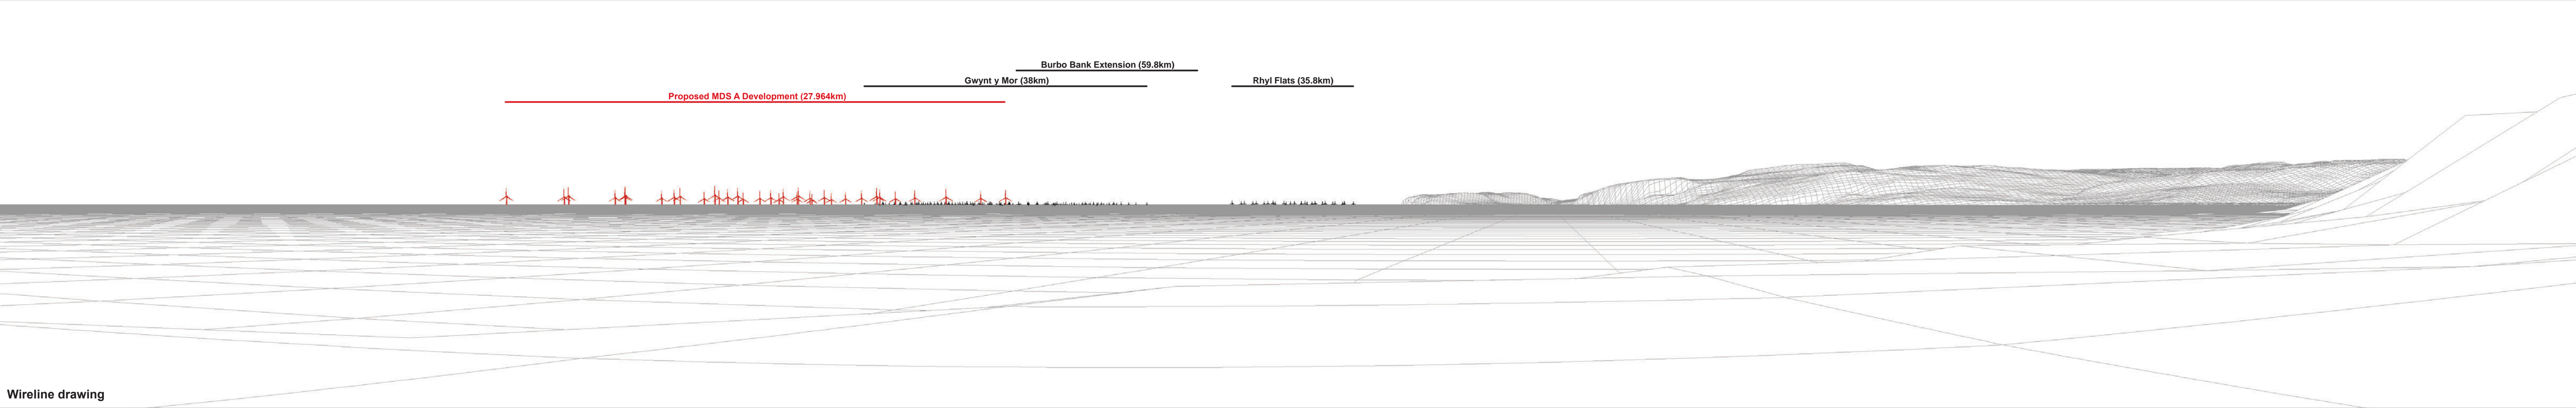 Burbo Bank Extension (59.8km)
Gwynt y Mor (38km)
Rhyl Flats (35.8km)
Proposed MDS A Development (27.964km)
Wireline drawing